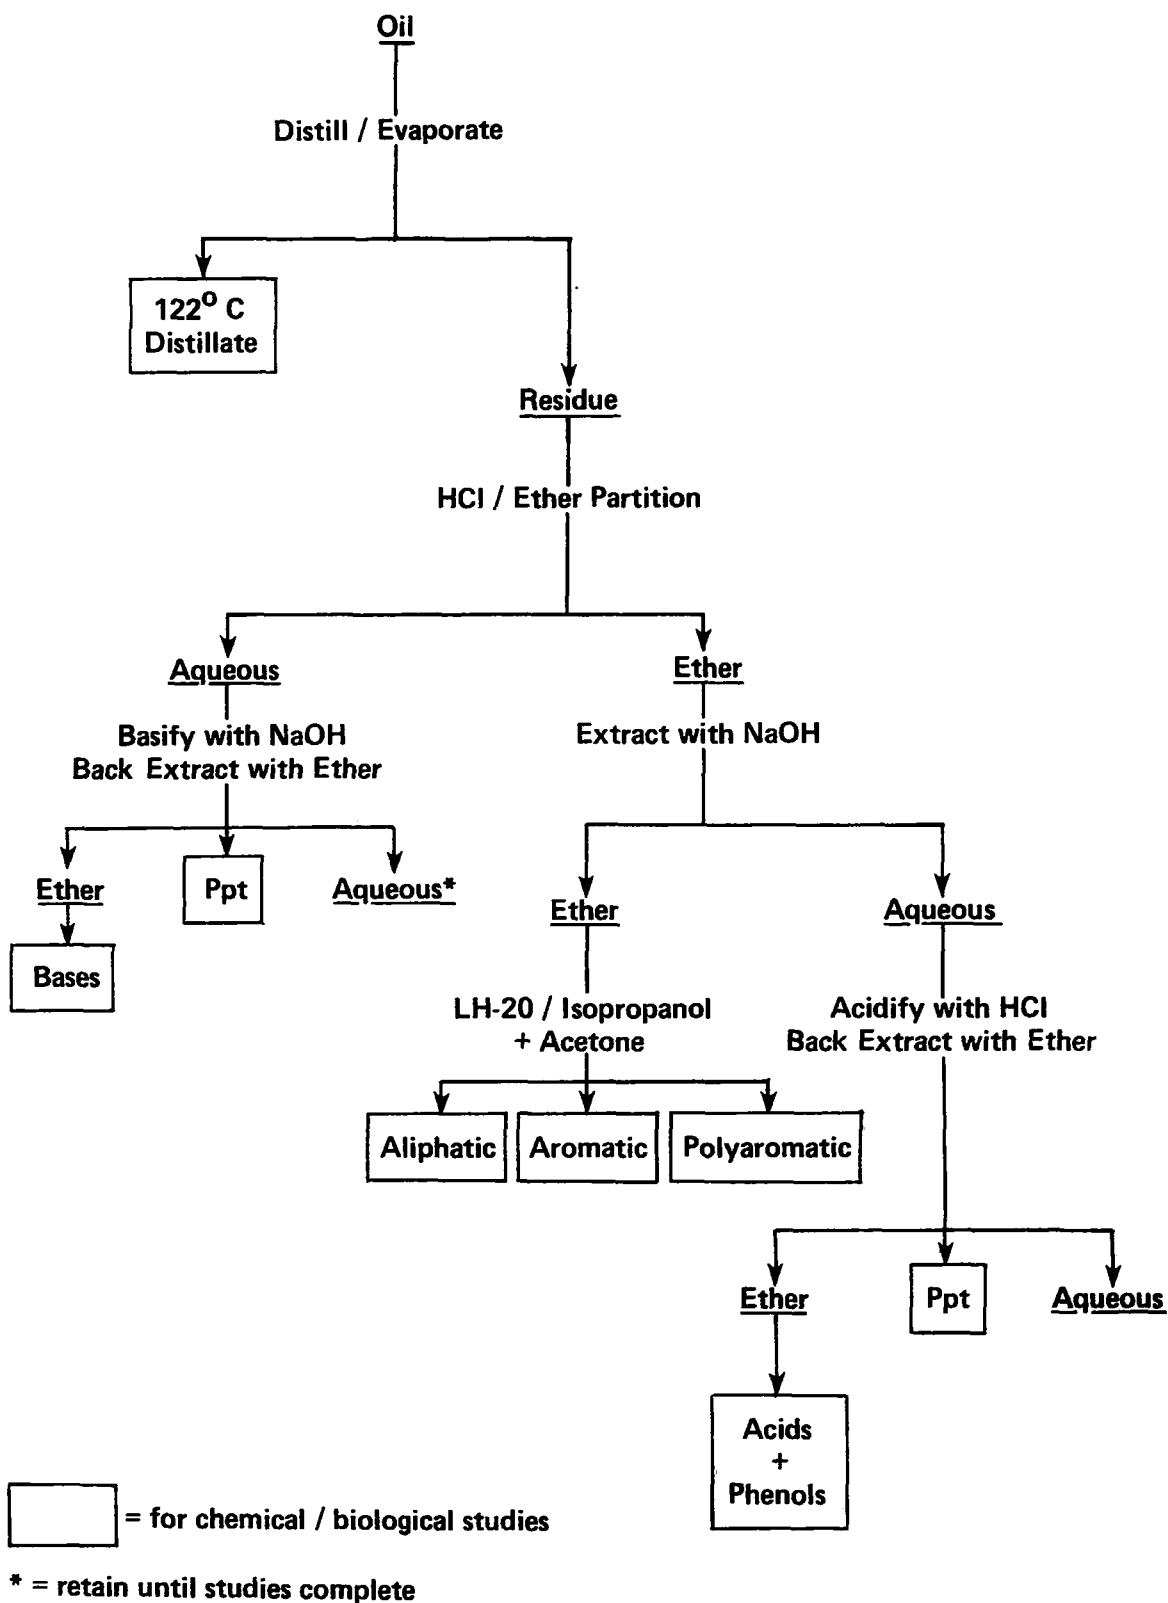 Oil
Distill / Evaporate
122° C
Distillate
Residue
HCl / Ether Partition
Aqueous
Ether
Basify with NaOH
Back Extract with Ether
Extract with NaOH
Ether
Ppt
Aqueous*
Ether
Aqueous
Bases
LH-20 / Isopropanol
+ Acetone
Acidify with HCl
Back Extract with Ether
Aliphatic
Aromatic
Polyaromatic
Ether
Ppt
Aqueous
Acids
+
Phenols
= for chemical / biological studies
* = retain until studies complete